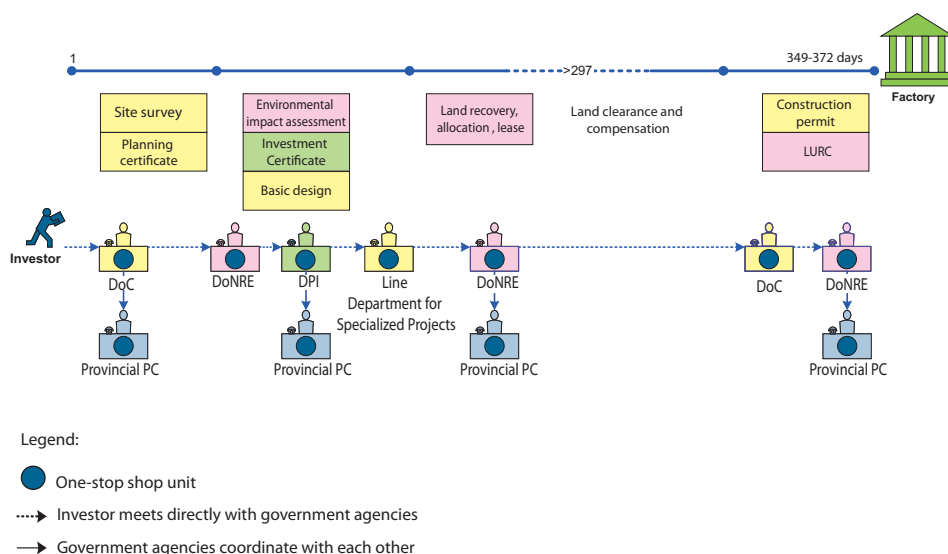 1
>297
349-372 days
Factory
Site survey
Planning
certificate
Environmental
impact assessment
Investment
Certificate
Basic design
Land recovery,
allocation , lease
Land clearance and
compensation
Construction
permit
LURC
Investor
DoC
DoNRE
DPI
Line
Department for
Specialized Projects
DoNRE
DoC
DoNRE
Provincial PC
Provincial PC
Provincial PC
Provincial PC
Legend:
One-stop shop unit
Investor meets directly with government agencies
Government agencies coordinate with each other